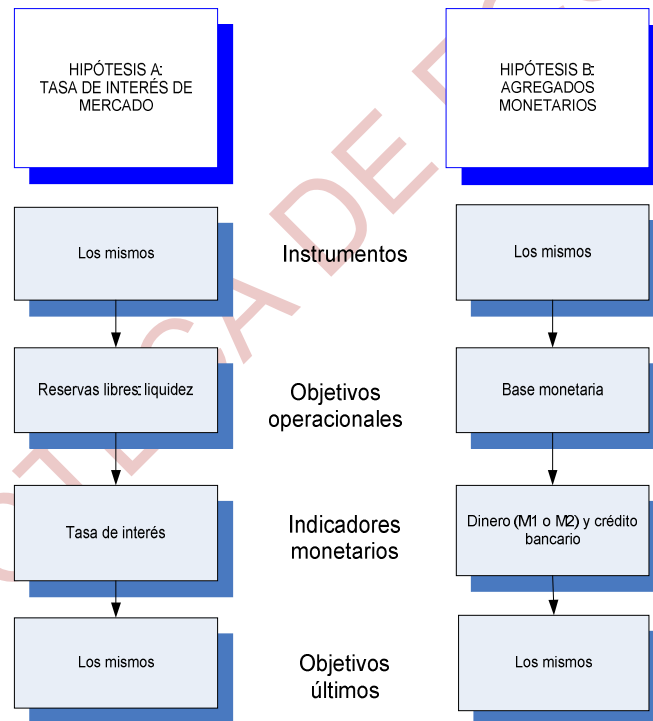 HIPÓTESIS A:
TASA DE INTERÉS DE
MERCADO
HIPÓTESIS B:
AGREGADOS
MONETARIOS
Los mismos
Instrumentos
Los mismos
Reservas libres: liquidez
Objetivos
operacionales
Base monetaria
Tasa de interés
Indicadores
monetarios
Dinero (M1 o M2) y crédito
bancario
Los mismos
Objetivos
últimos
Los mismos